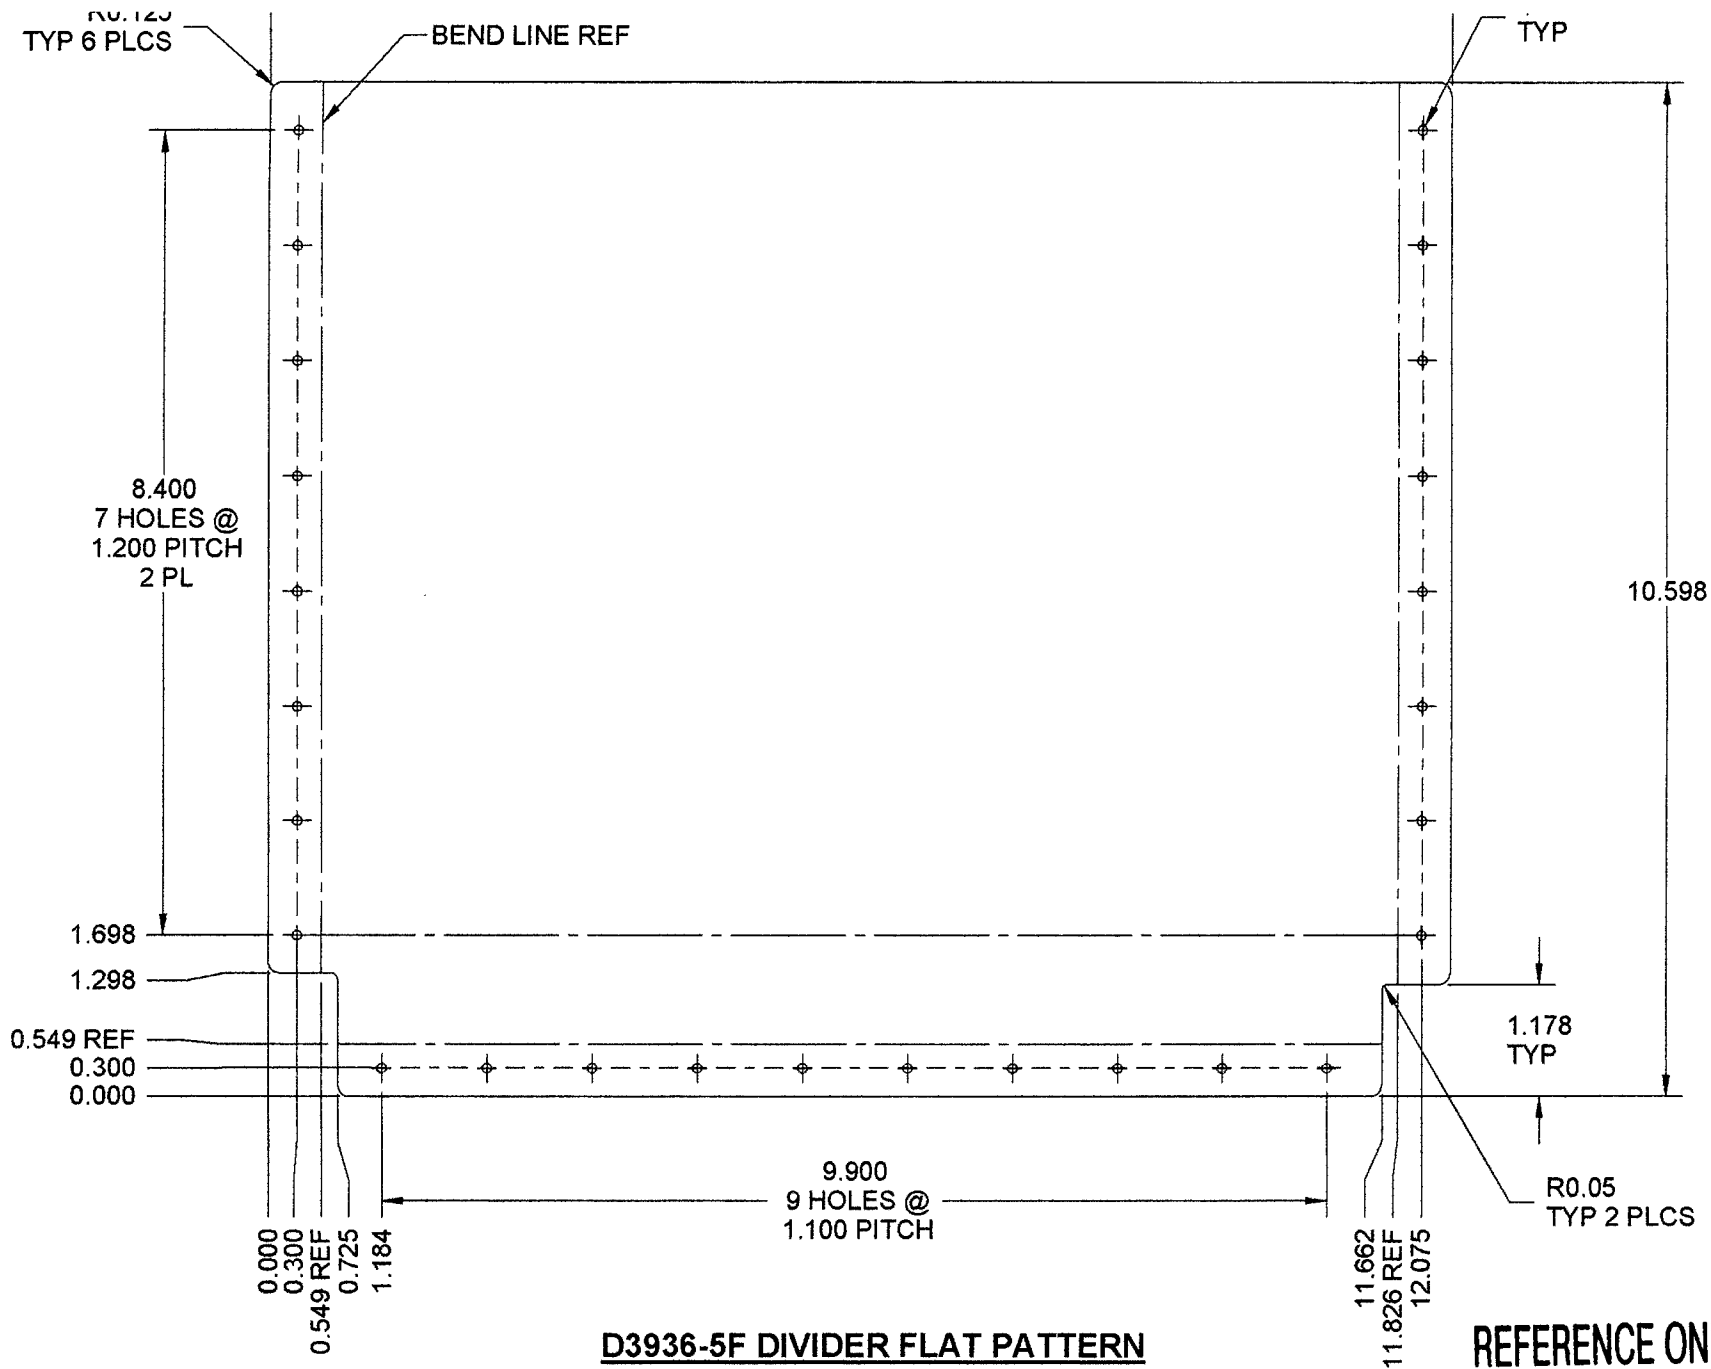 R0.125
TYP 6 PLCS
BEND LINE REF
TYP
8.400
7 HOLES @
1.200 PITCH
2 PL
10.598
1.698
1.298
0.549 REF
0.300
0.000
1.178
TYP
9.900
9 HOLES @
1.100 PITCH
R0.05
TYP 2 PLCS
0.000
0.300
0.549 REF
0.725
1.184
11.662
11.826 REF
12.075
D3936-5F DIVIDER FLAT PATTERN
REFERENCE ON